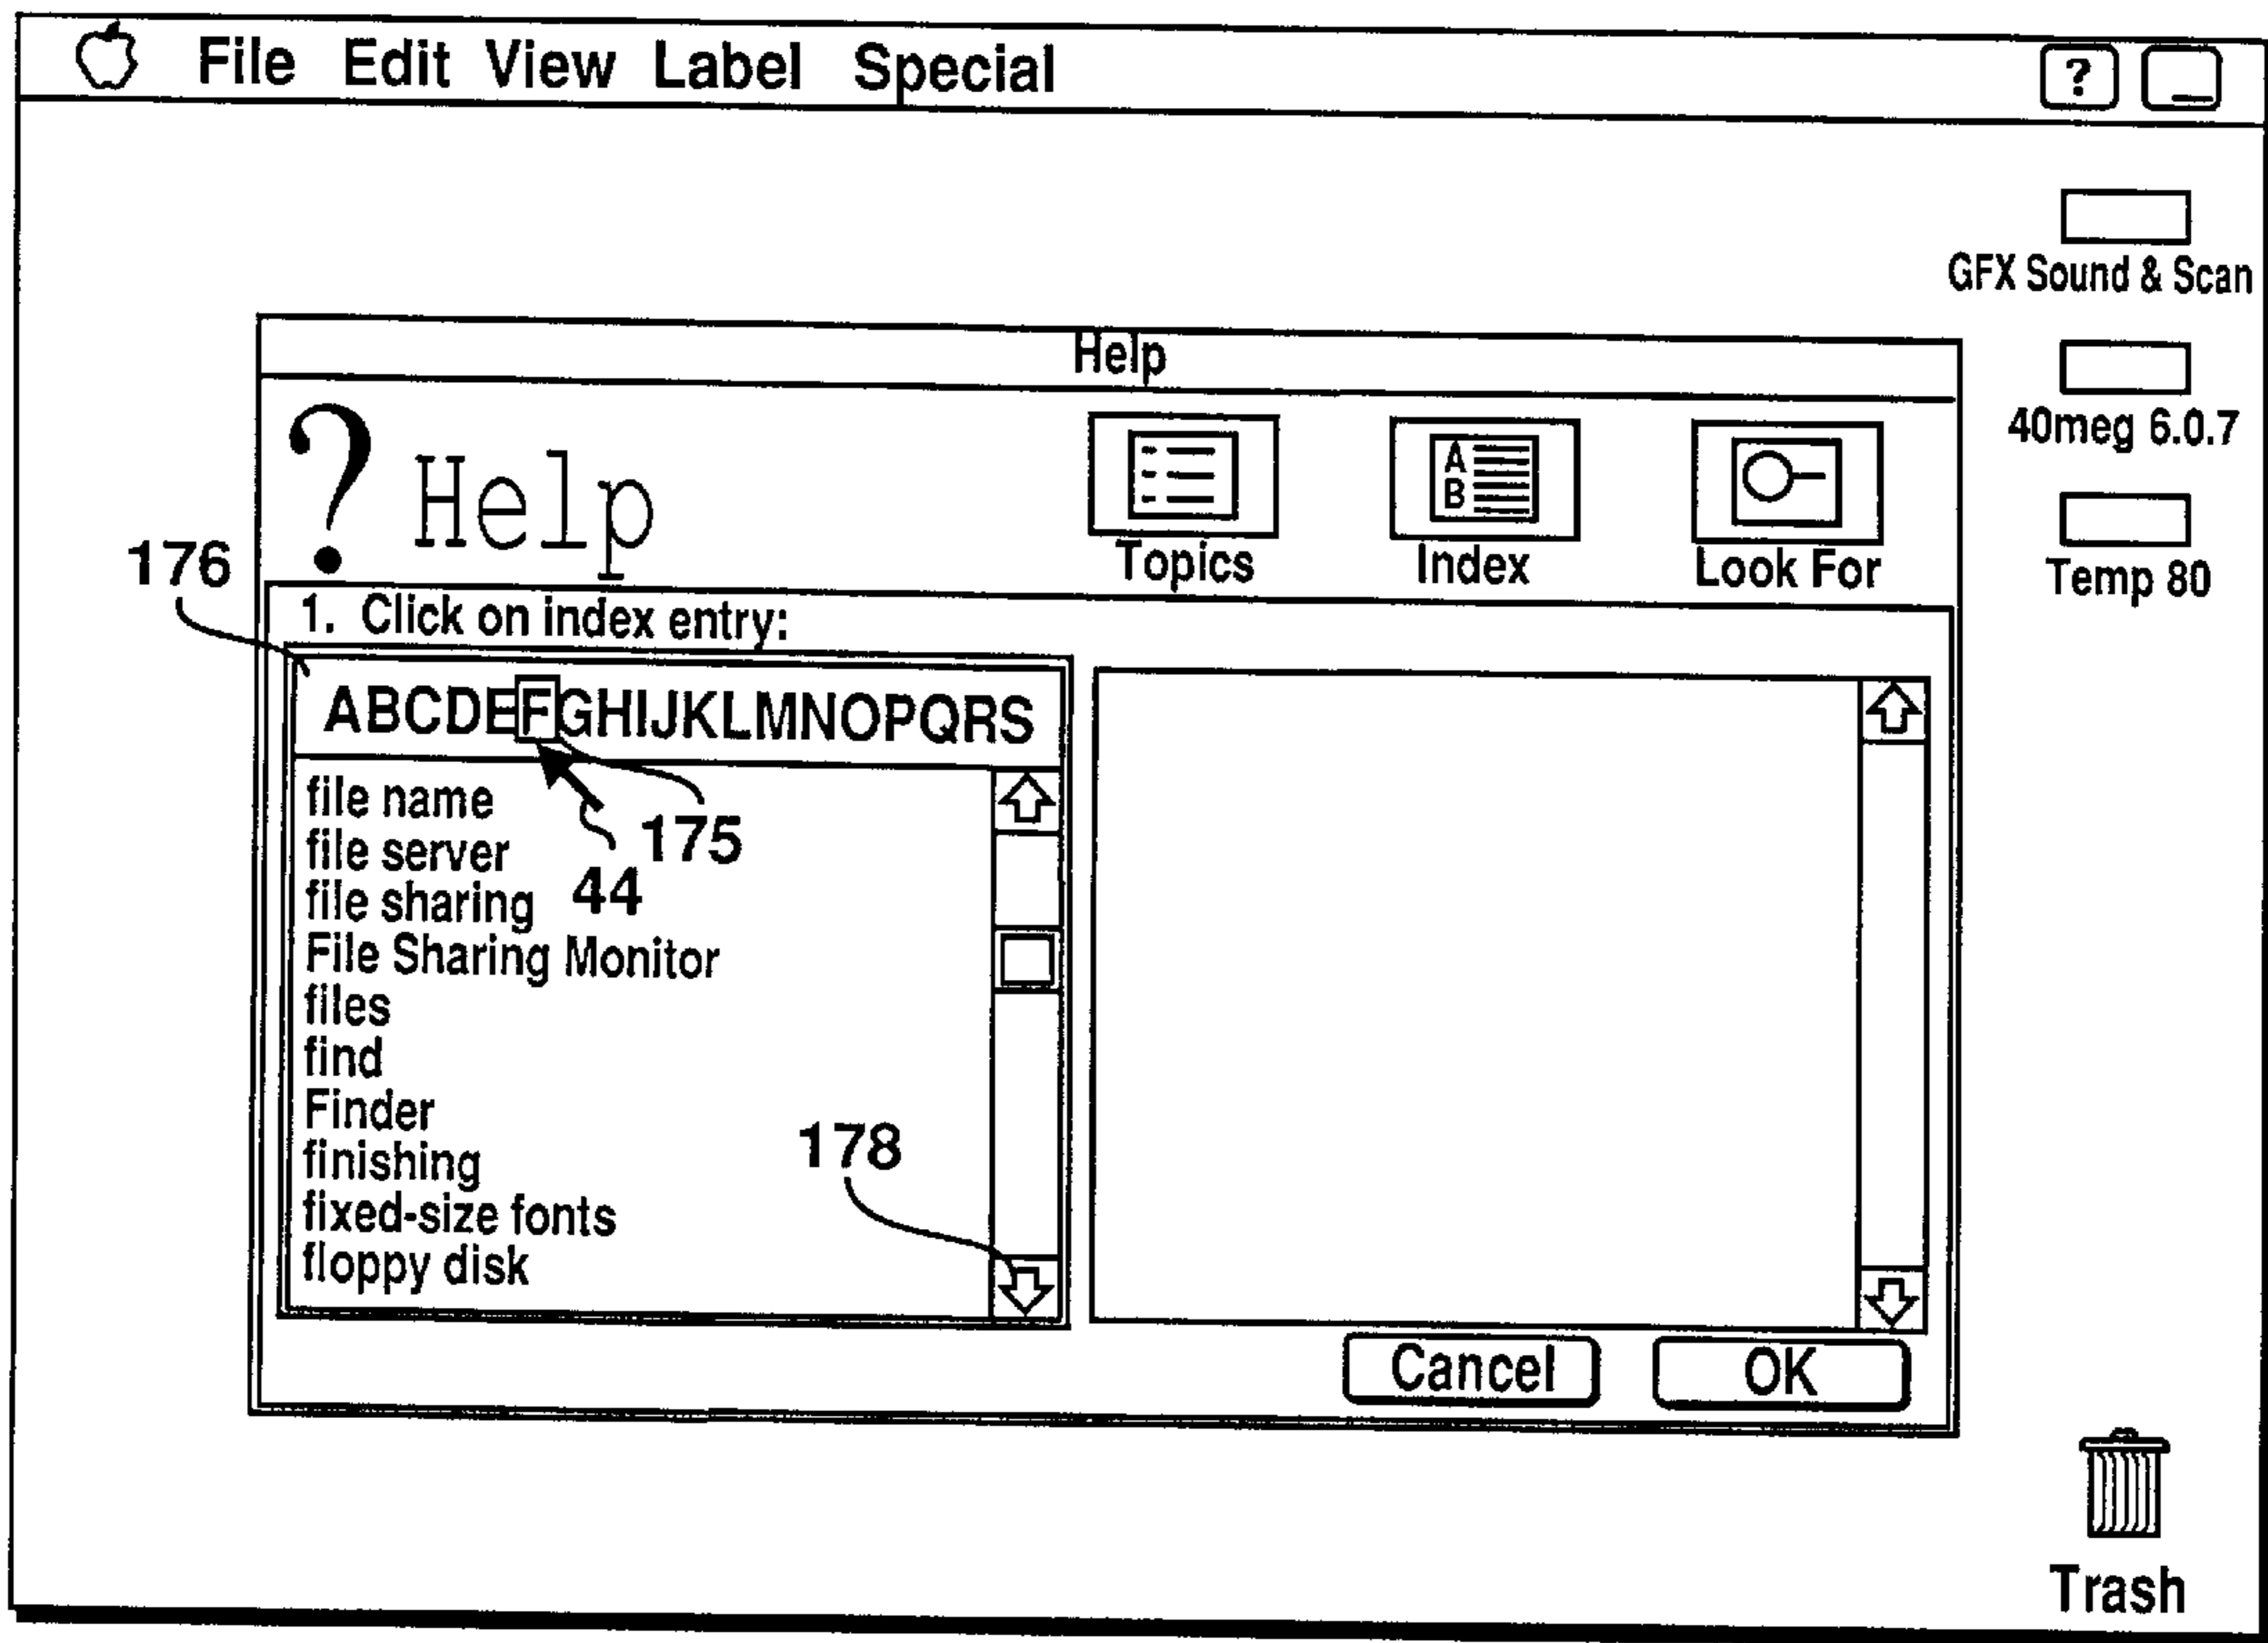 File Edit View Label Special ?
GFX Sound & Scan
40meg 6.0.7
Temp 80
Help
? Help
A
B
Topics Index Look For
176
1. Click on index entry:
ABCDEFGHIJKLMNOPQRS
file name
file server
file sharing
File Sharing Monitor
files
find
Finder
finishing
fixed-size fonts
floppy disk
175
44
178
Cancel OK
Trash